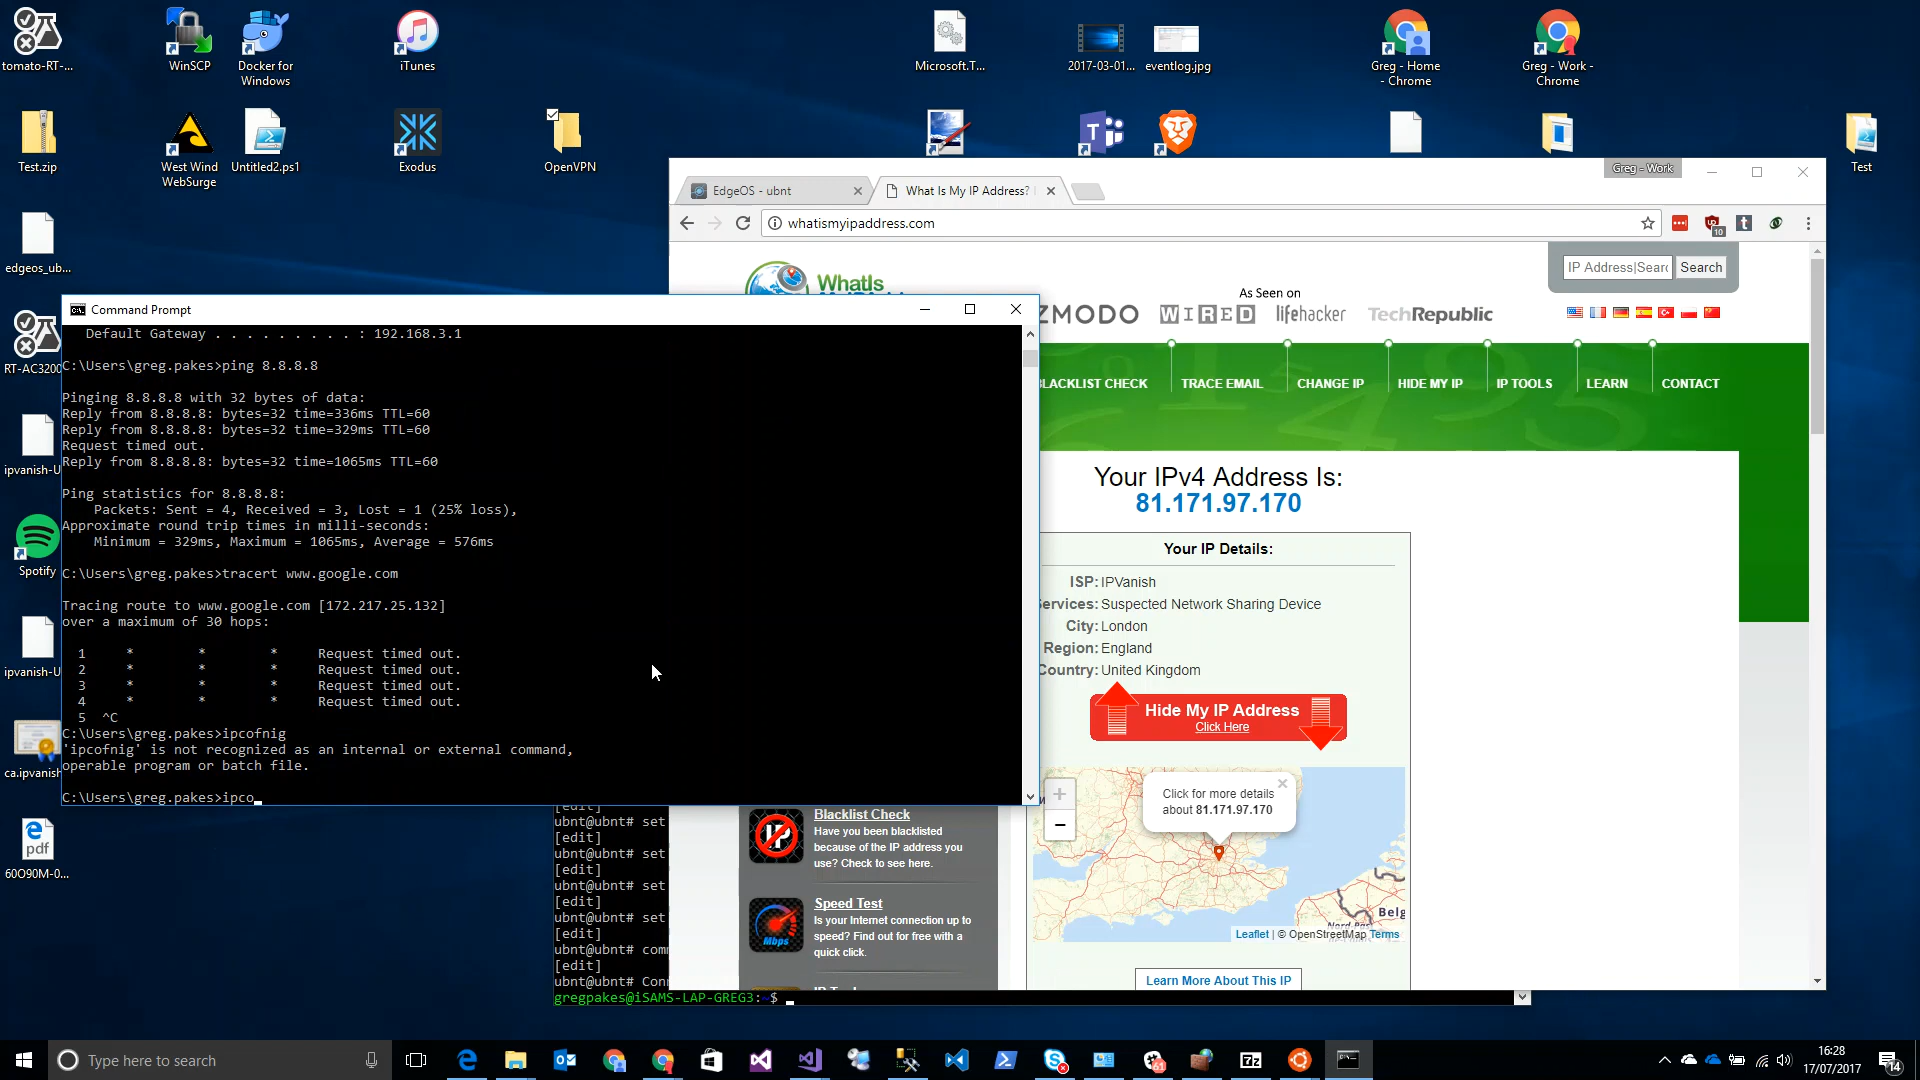 tomato-RT-...
WinSCP
Docker for
Windows
iTunes
Microsoft.T...
2017-03-01...
eventlog.jpg
Greg - Home
- Chrome
Greg - Work -
Chrome
Test.zip
West Wind
WebSurge
Untitled2.ps1
Exodus
OpenVPN
Test
edgeos_ub...
RT-AC3200
ipvanish-U
Spotify
ipvanish-U
ca.ipvanish
pdf
60O90M-0...
Greg - Work
EdgeOS - ubnt
What Is My IP Address?
whatismyipaddress.com
10
WhatIs
IP Address|Searc
Search
As Seen on
ZMODO
WIRED
lifehacker
TechRepublic
BLACKLIST CHECK
TRACE EMAIL
CHANGE IP
HIDE MY IP
IP TOOLS
LEARN
CONTACT
Your IPv4 Address Is:
81.171.97.170
Your IP Details:
ISP: IPVanish
Services: Suspected Network Sharing Device
City: London
Region: England
Country: United Kingdom
Hide My IP Address
Click Here
+
−
Click for more details
about 81.171.97.170
Belg
Leaflet | © OpenStreetMap Terms
Learn More About This IP
IP
Blacklist Check
Have you been blacklisted
because of the IP address you
use? Check to see here.
Mbps
Speed Test
Is your Internet connection up to
speed? Find out for free with a
quick click.
Command Prompt
Default Gateway . . . . . . . . . : 192.168.3.1
C:\Users\greg.pakes>ping 8.8.8.8
Pinging 8.8.8.8 with 32 bytes of data:
Reply from 8.8.8.8: bytes=32 time=336ms TTL=60
Reply from 8.8.8.8: bytes=32 time=329ms TTL=60
Request timed out.
Reply from 8.8.8.8: bytes=32 time=1065ms TTL=60
Ping statistics for 8.8.8.8:
Packets: Sent = 4, Received = 3, Lost = 1 (25% loss),
Approximate round trip times in milli-seconds:
Minimum = 329ms, Maximum = 1065ms, Average = 576ms
C:\Users\greg.pakes>tracert www.google.com
Tracing route to www.google.com [172.217.25.132]
over a maximum of 30 hops:
1 * * * Request timed out.
2 * * * Request timed out.
3 * * * Request timed out.
4 * * * Request timed out.
5 ^C
C:\Users\greg.pakes>ipcofnig
'ipcofnig' is not recognized as an internal or external command,
operable program or batch file.
C:\Users\greg.pakes>ipco_
[edit]
ubnt@ubnt# set
[edit]
ubnt@ubnt# set
[edit]
ubnt@ubnt# set
[edit]
ubnt@ubnt# set
[edit]
ubnt@ubnt# comm
[edit]
ubnt@ubnt# Conn
gregpakes@iSAMS-LAP-GREG3:~$ _
Type here to search
61
7z
16:28
17/07/2017
14